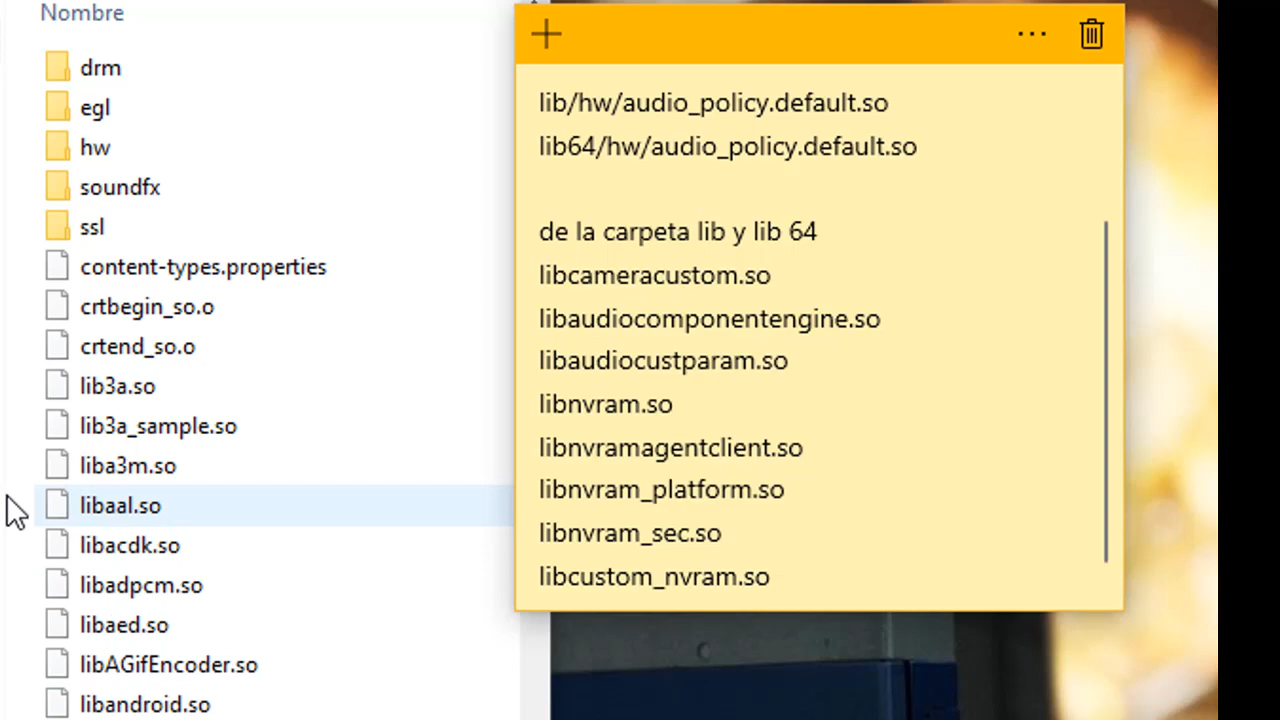 Nombre
drm
egl
hw
soundfx
ssl
content-types.properties
crtbegin_so.o
crtend_so.o
lib3a.so
lib3a_sample.so
liba3m.so
libaal.so
libacdk.so
libadpcm.so
libaed.so
libAGifEncoder.so
libandroid.so
lib/hw/audio_policy.default.so
lib64/hw/audio_policy.default.so
de la carpeta lib y lib 64
libcameracustom.so
libaudiocomponentengine.so
libaudiocustparam.so
libnvram.so
libnvramagentclient.so
libnvram_platform.so
libnvram_sec.so
libcustom_nvram.so